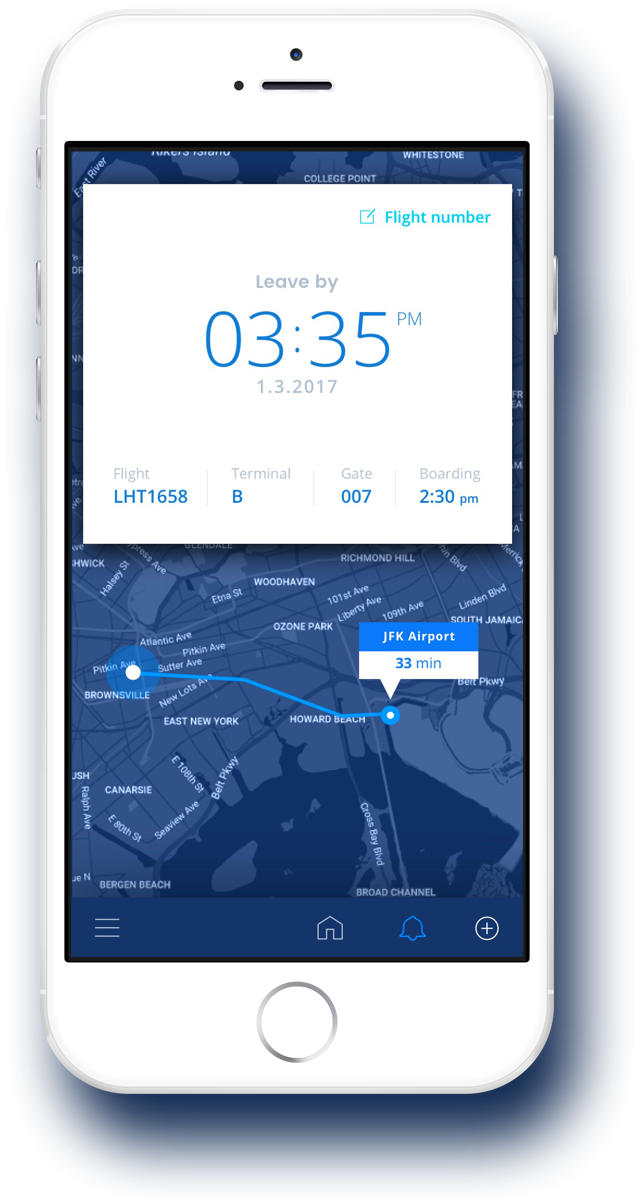 Rikers Island
WHITESTONE
East River
COLLEGE POINT
Flight number
Leave by
03:35 PM
1.3.2017
Flight Terminal Gate Boarding
LHT1658 B 007 2:30 pm
GLENDALE
RICHMOND HILL
Halsey St
WOODHAVEN
Etna St
101st Ave
Liberty Ave
109th Ave
Linden Blvd
OZONE PARK
SOUTH JAMAICA
Atlantic Ave
JFK Airport
Pitkin Ave
Pitkin Ave
Sutter Ave
33 min
Belt Pkwy
BROWNSVILLE
New Lots Ave
EAST NEW YORK
HOWARD BEACH
E 108th St
Belt Pkwy
CANARSIE
Ralph Ave
E 80th St
Seaview Ave
Cross Bay Blvd
BERGEN BEACH
BROAD CHANNEL